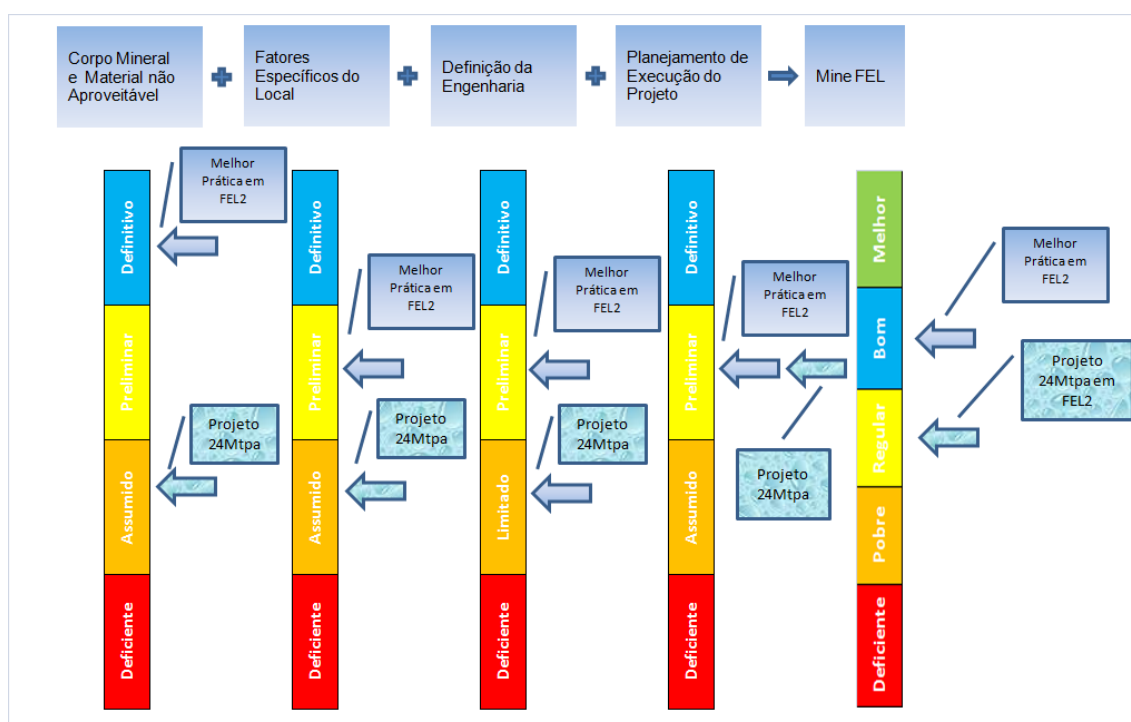 Corpo Mineral
e Material não
Aproveitável
Fatores
Específicos do
Local
Definição da
Engenharia
Planejamento de
Execução do
Projeto
Mine FEL
Definitivo
Preliminar
Assumido
Deficiente
Melhor
Prática em
FEL2
Projeto
24Mtpa
Definitivo
Preliminar
Assumido
Deficiente
Melhor
Prática em
FEL2
Projeto
24Mtpa
Definitivo
Preliminar
Limitado
Deficiente
Melhor
Prática em
FEL2
Projeto
24Mtpa
Definitivo
Preliminar
Assumido
Deficiente
Melhor
Prática em
FEL2
Projeto
24Mtpa
Melhor
Bom
Regular
Pobre
Deficiente
Melhor
Prática em
FEL2
Projeto
24Mtpa em
FEL2